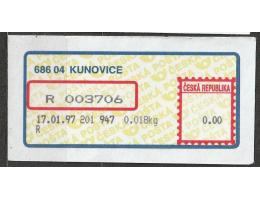 686 04 KUNOVICE
ČESKÁ REPUBLIKA
R 003706
0.00
17.01.97 201 947 0.018kg
R